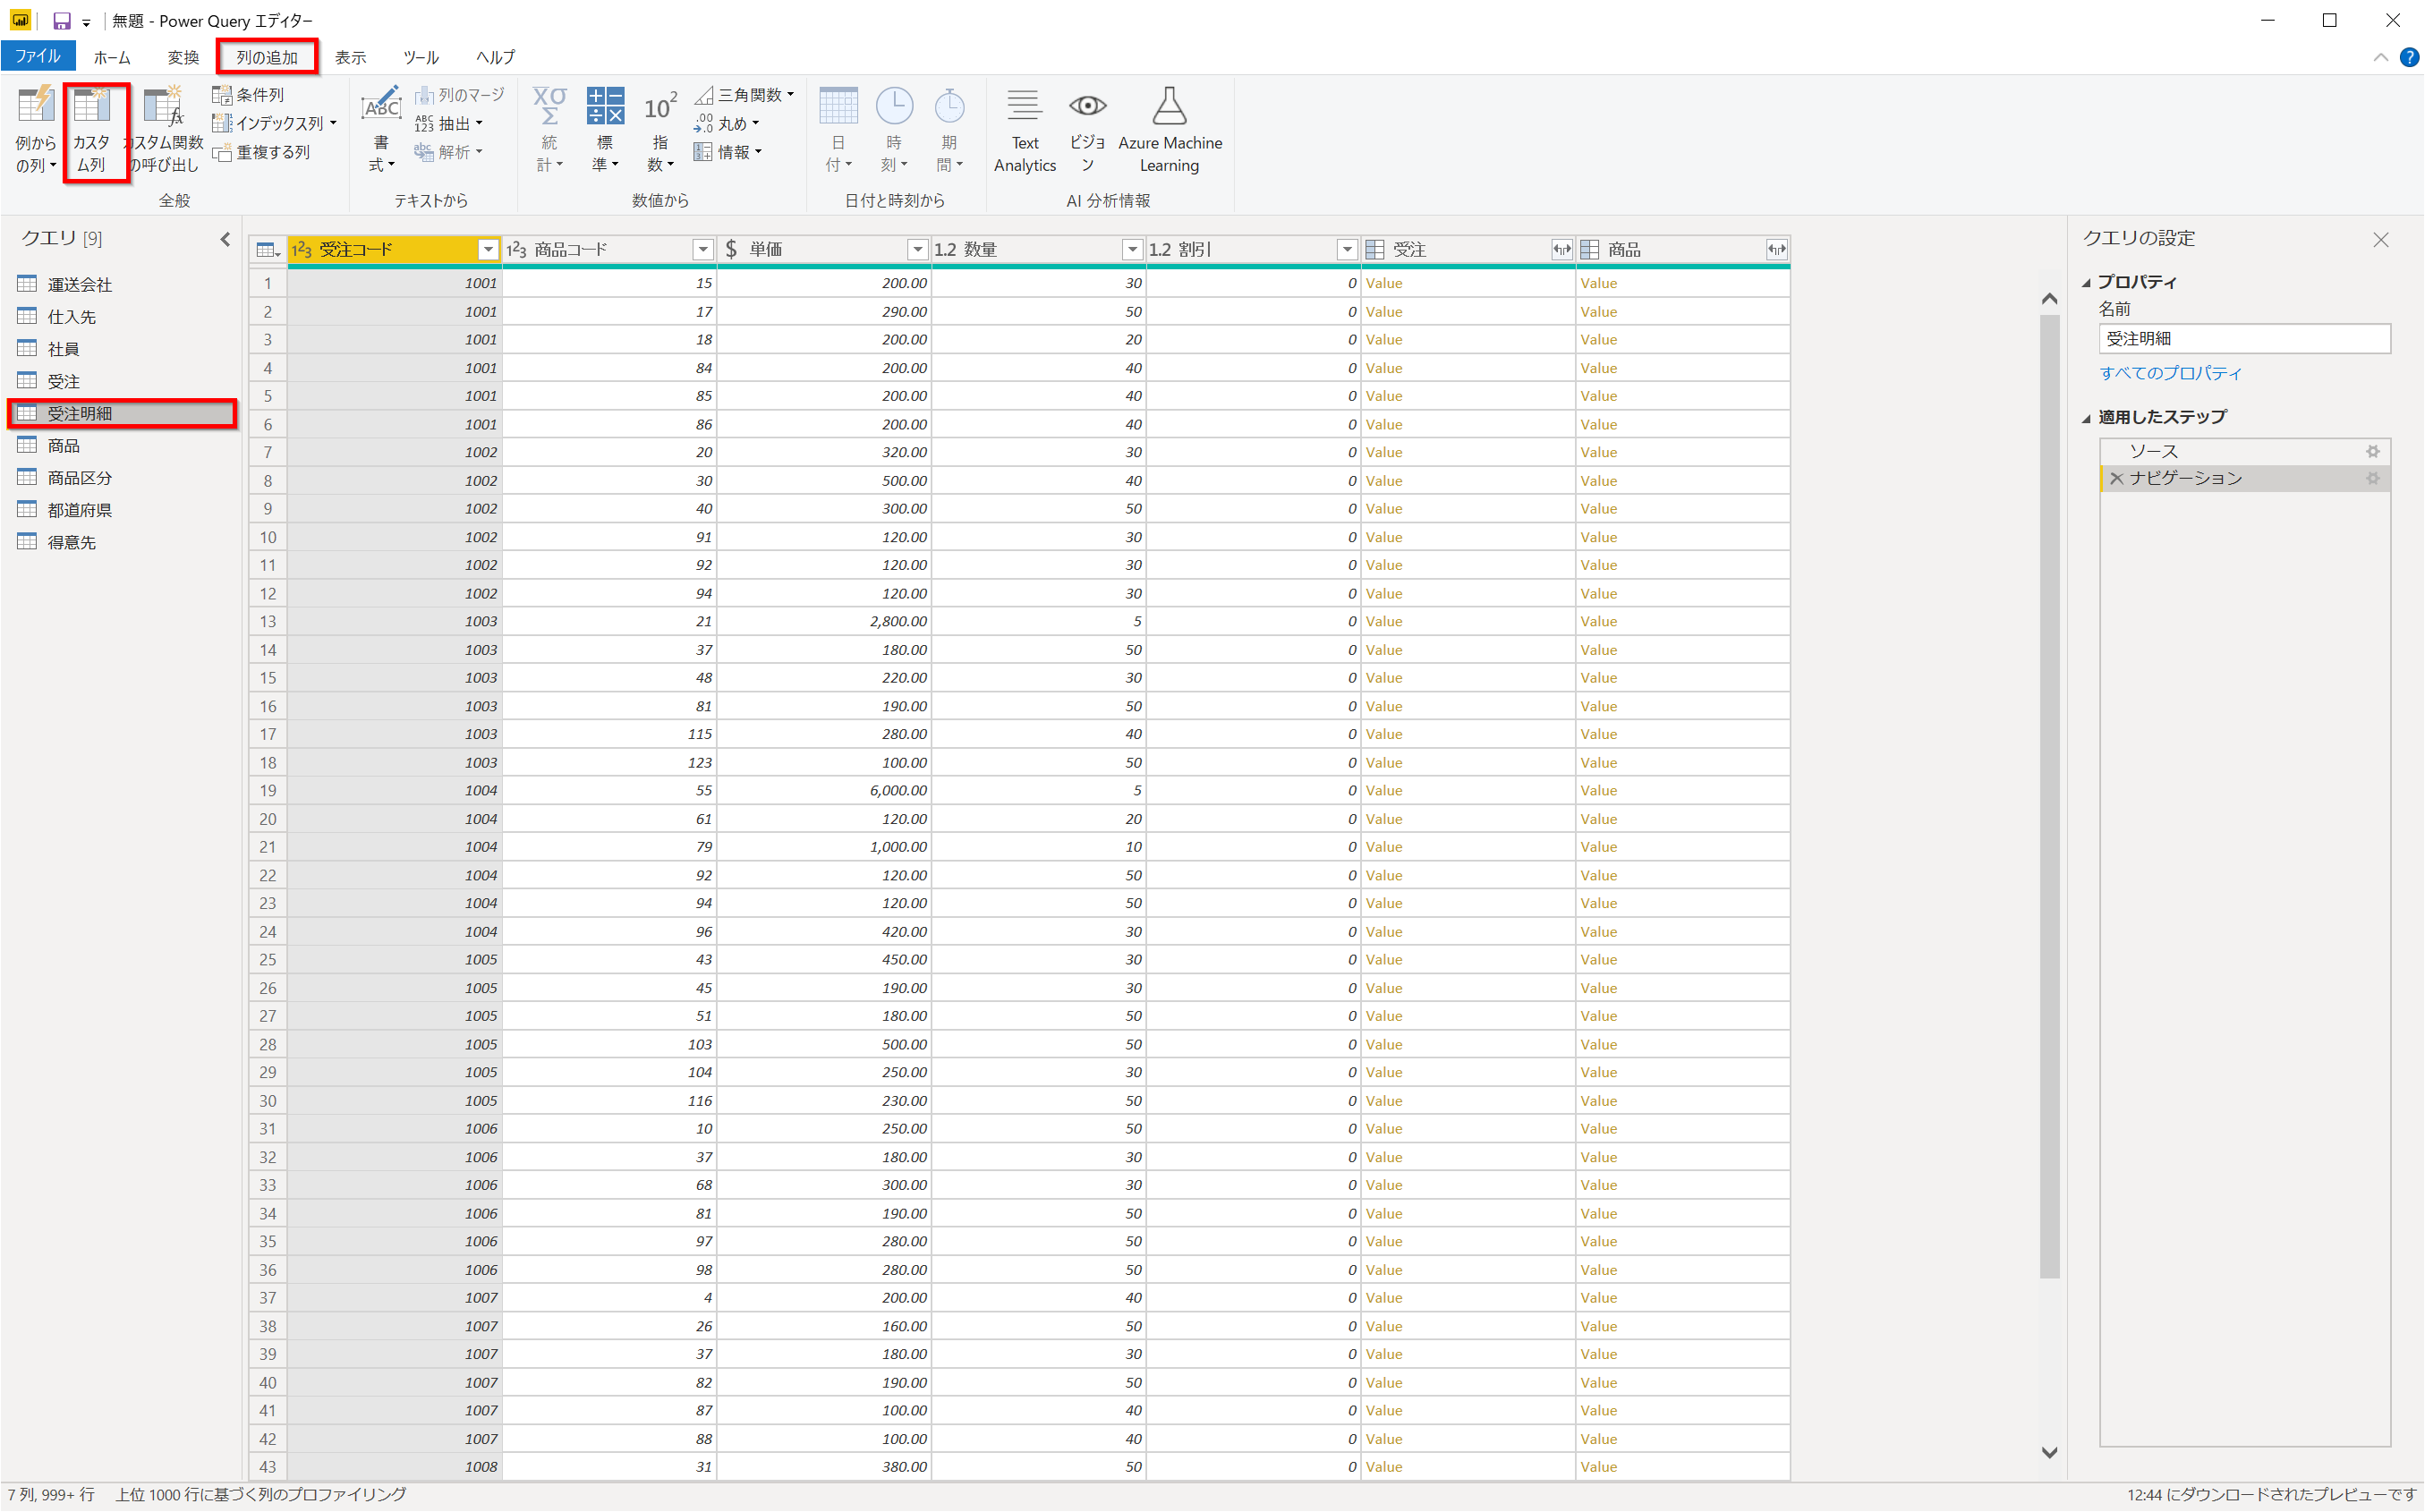 無題 - Power Query エディター
ファイル ホーム 変換 列の追加 表示 ツール ヘルプ
例からの列
カスタム列
カスタム関数の呼び出し
条件列
インデックス列
重複する列
全般
ABC 書式
列のマージ
ABC 123 抽出
abc 解析
テキストから
XΣσ 統計
標準
10² 指数
三角関数
.00 丸め
情報
数値から
日付
時刻
期間
日付と時刻から
Text Analytics
ビジョン
Azure Machine Learning
AI 分析情報
クエリ [9]
運送会社
仕入先
社員
受注
受注明細
商品
商品区分
都道府県
得意先
1²3 受注コード 1²3 商品コード $ 単価 1.2 数量 1.2 割引 受注 商品
1 1001 15 200.00 30 0 Value Value
2 1001 17 290.00 50 0 Value Value
3 1001 18 200.00 20 0 Value Value
4 1001 84 200.00 40 0 Value Value
5 1001 85 200.00 40 0 Value Value
6 1001 86 200.00 40 0 Value Value
7 1002 20 320.00 30 0 Value Value
8 1002 30 500.00 40 0 Value Value
9 1002 40 300.00 50 0 Value Value
10 1002 91 120.00 30 0 Value Value
11 1002 92 120.00 30 0 Value Value
12 1002 94 120.00 30 0 Value Value
13 1003 21 2,800.00 5 0 Value Value
14 1003 37 180.00 50 0 Value Value
15 1003 48 220.00 30 0 Value Value
16 1003 81 190.00 50 0 Value Value
17 1003 115 280.00 40 0 Value Value
18 1003 123 100.00 50 0 Value Value
19 1004 55 6,000.00 5 0 Value Value
20 1004 61 120.00 20 0 Value Value
21 1004 79 1,000.00 10 0 Value Value
22 1004 92 120.00 50 0 Value Value
23 1004 94 120.00 50 0 Value Value
24 1004 96 420.00 30 0 Value Value
25 1005 43 450.00 30 0 Value Value
26 1005 45 190.00 30 0 Value Value
27 1005 51 180.00 50 0 Value Value
28 1005 103 500.00 50 0 Value Value
29 1005 104 250.00 30 0 Value Value
30 1005 116 230.00 50 0 Value Value
31 1006 10 250.00 50 0 Value Value
32 1006 37 180.00 30 0 Value Value
33 1006 68 300.00 30 0 Value Value
34 1006 81 190.00 50 0 Value Value
35 1006 97 280.00 50 0 Value Value
36 1006 98 280.00 50 0 Value Value
37 1007 4 200.00 40 0 Value Value
38 1007 26 160.00 50 0 Value Value
39 1007 37 180.00 30 0 Value Value
40 1007 82 190.00 50 0 Value Value
41 1007 87 100.00 40 0 Value Value
42 1007 88 100.00 40 0 Value Value
43 1008 31 380.00 50 0 Value Value
クエリの設定
プロパティ
名前
受注明細
すべてのプロパティ
適用したステップ
ソース
ナビゲーション
7 列, 999+ 行 上位 1000 行に基づく列のプロファイリング
12:44 にダウンロードされたプレビューです